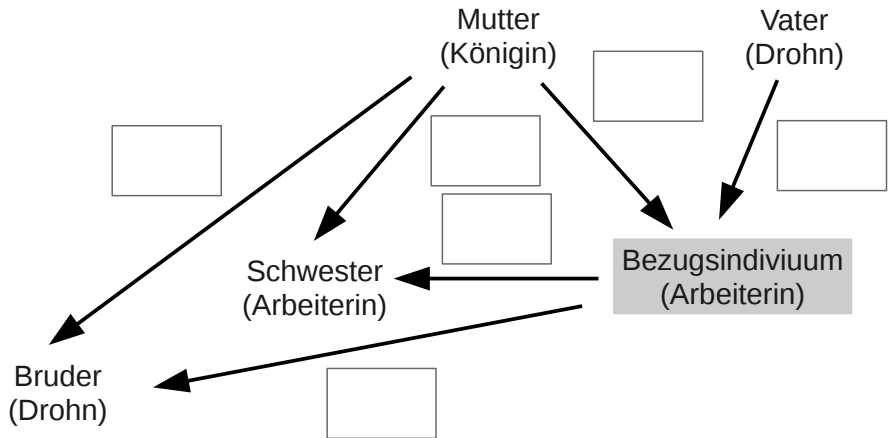 Mutter
(Königin)
Vater
(Drohn)
Schwester
(Arbeiterin)
Bezugsindiviuum
(Arbeiterin)
Bruder
(Drohn)